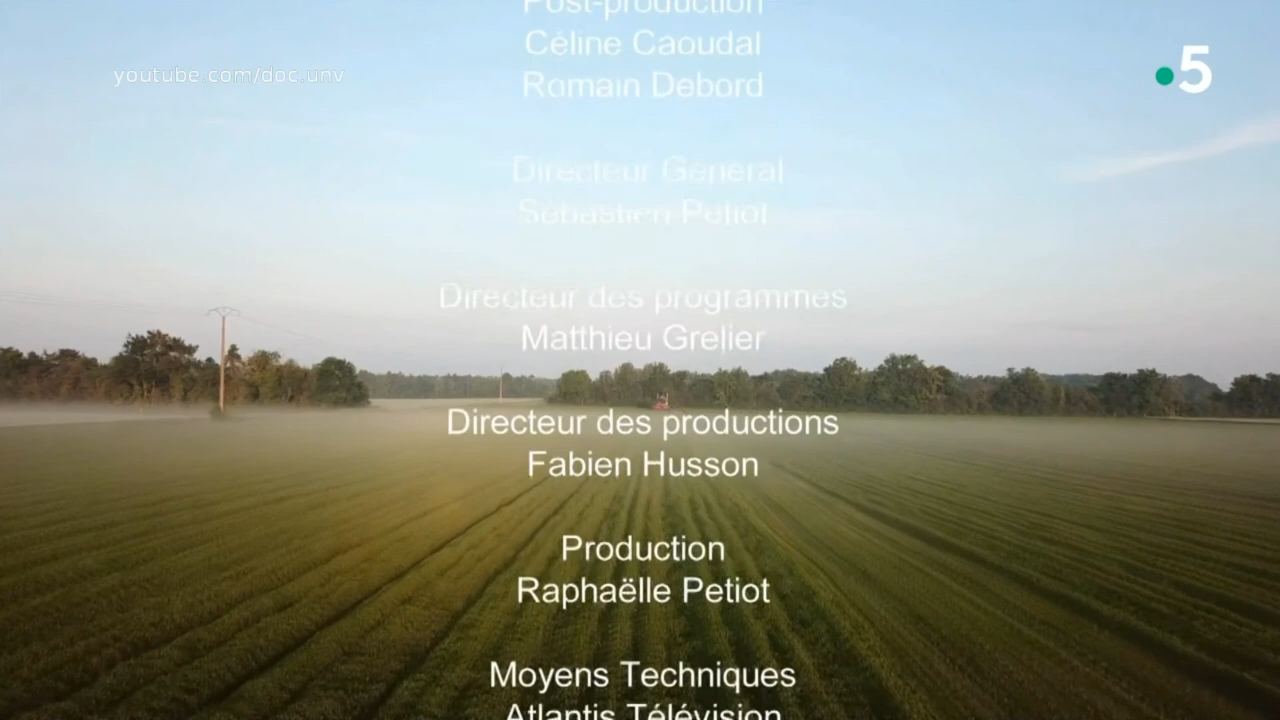 Post-production
Céline Caoudal
youtube.com/doc.unv
5
Romain Debord
Directeur Général
Sébastien Petiot
Directeur des programmes
Matthieu Grelier
Directeur des productions
Fabien Husson
Production
Raphaëlle Petiot
Moyens Techniques
Atlantis Télévision